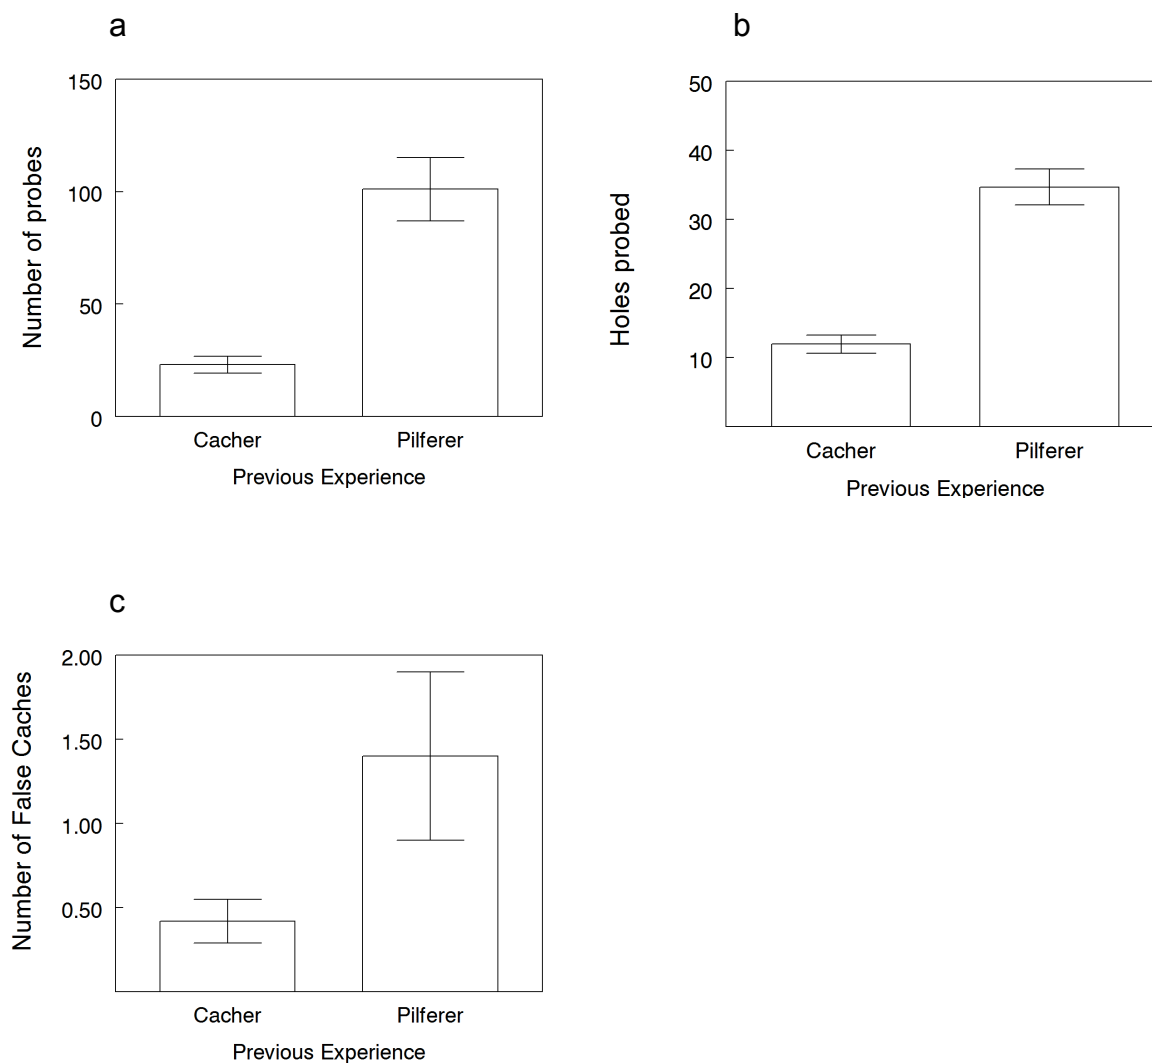 a
Number of probes
150
100
50
0
Cacher Pilferer
Previous Experience
b
Holes probed
50
40
30
20
10
Cacher Pilferer
Previous Experience
c
Number of False Caches
2.00
1.50
1.00
0.50
Cacher Pilferer
Previous Experience